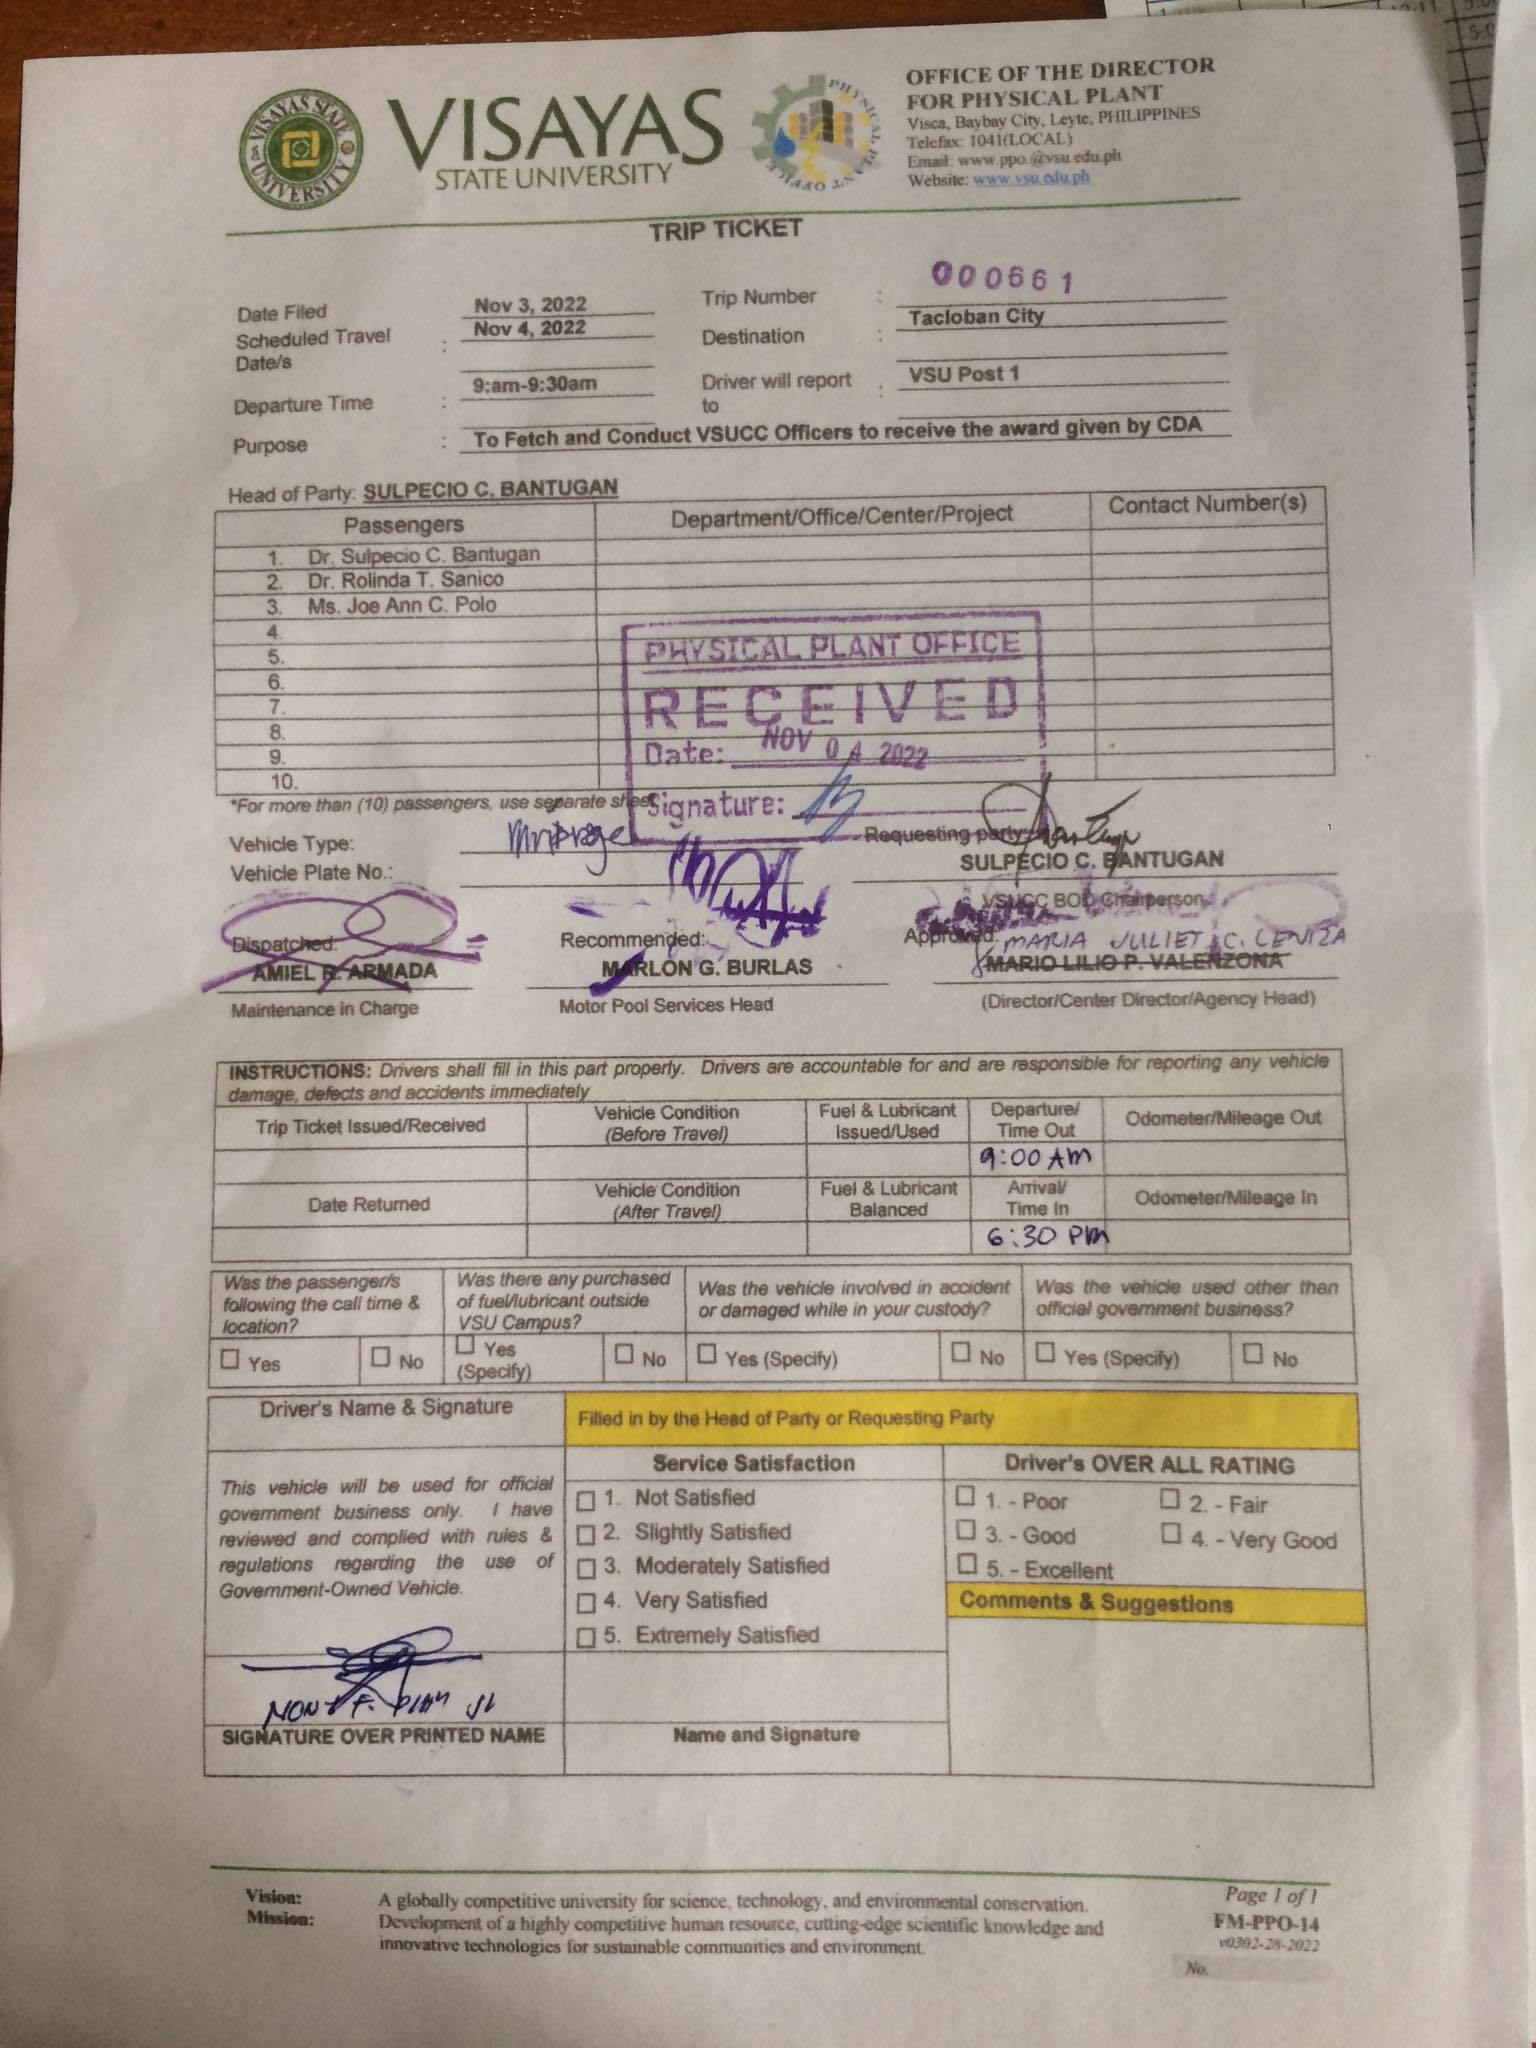 VISAYAS STATE UNIVERSITY
VISAYAS
STATE UNIVERSITY
PHYSICAL PLANT OFFICE
OFFICE OF THE DIRECTOR
FOR PHYSICAL PLANT
Visca, Baybay City, Leyte, PHILIPPINES
Telefax: 1041(LOCAL)
Email: www.ppo.@vsu.edu.ph
Website: www.vsu.edu.ph
TRIP TICKET
Date Filed Nov 3, 2022 Trip Number : 000661
Scheduled Travel Date/s : Nov 4, 2022 Destination : Tacloban City
Departure Time : 9:am-9:30am Driver will report to : VSU Post 1
Purpose : To Fetch and Conduct VSUCC Officers to receive the award given by CDA
Head of Party: SULPECIO C. BANTUGAN
Passengers Department/Office/Center/Project Contact Number(s)
1. Dr. Sulpecio C. Bantugan
2. Dr. Rolinda T. Sanico
3. Ms. Joe Ann C. Polo
4.
5.
6.
7.
8.
9.
10.
PHYSICAL PLANT OFFICE
RECEIVED
Date: NOV 04 2022
Signature:
*For more than (10) passengers, use separate sheet
Vehicle Type:
Requesting party:
SULPECIO C. BANTUGAN
Vehicle Plate No.:
VSUCC BOD Chairperson
Dispatched: Recommended: Approved: MARIA JULIET C. CENIZA
AMIEL R. ARMADA MARLON G. BURLAS MARIO LILIO P. VALENZONA
Maintenance in Charge Motor Pool Services Head (Director/Center Director/Agency Head)
INSTRUCTIONS: Drivers shall fill in this part properly. Drivers are accountable for and are responsible for reporting any vehicle
damage, defects and accidents immediately
Trip Ticket Issued/Received Vehicle Condition (Before Travel) Fuel & Lubricant Issued/Used Departure/ Time Out Odometer/Mileage Out
9:00 AM
Date Returned Vehicle Condition (After Travel) Fuel & Lubricant Balanced Arrival/ Time In Odometer/Mileage In
6:30 PM
Was the passenger/s following the call time & location? Was there any purchased of fuel/lubricant outside VSU Campus? Was the vehicle involved in accident or damaged while in your custody? Was the vehicle used other than official government business?
Yes No Yes (Specify) No Yes (Specify) No Yes (Specify) No
Driver's Name & Signature Filled in by the Head of Party or Requesting Party
This vehicle will be used for official
government business only. I have
reviewed and complied with rules &
regulations regarding the use of
Government-Owned Vehicle.
SIGNATURE OVER PRINTED NAME
Service Satisfaction
1. Not Satisfied
2. Slightly Satisfied
3. Moderately Satisfied
4. Very Satisfied
5. Extremely Satisfied
Name and Signature
Driver's OVER ALL RATING
1. - Poor 2. - Fair
3. - Good 4. - Very Good
5. - Excellent
Comments & Suggestions
Vision: A globally competitive university for science, technology, and environmental conservation.
Mission: Development of a highly competitive human resource, cutting-edge scientific knowledge and
innovative technologies for sustainable communities and environment.
Page 1 of 1
FM-PPO-14
v0302-28-2022
No.